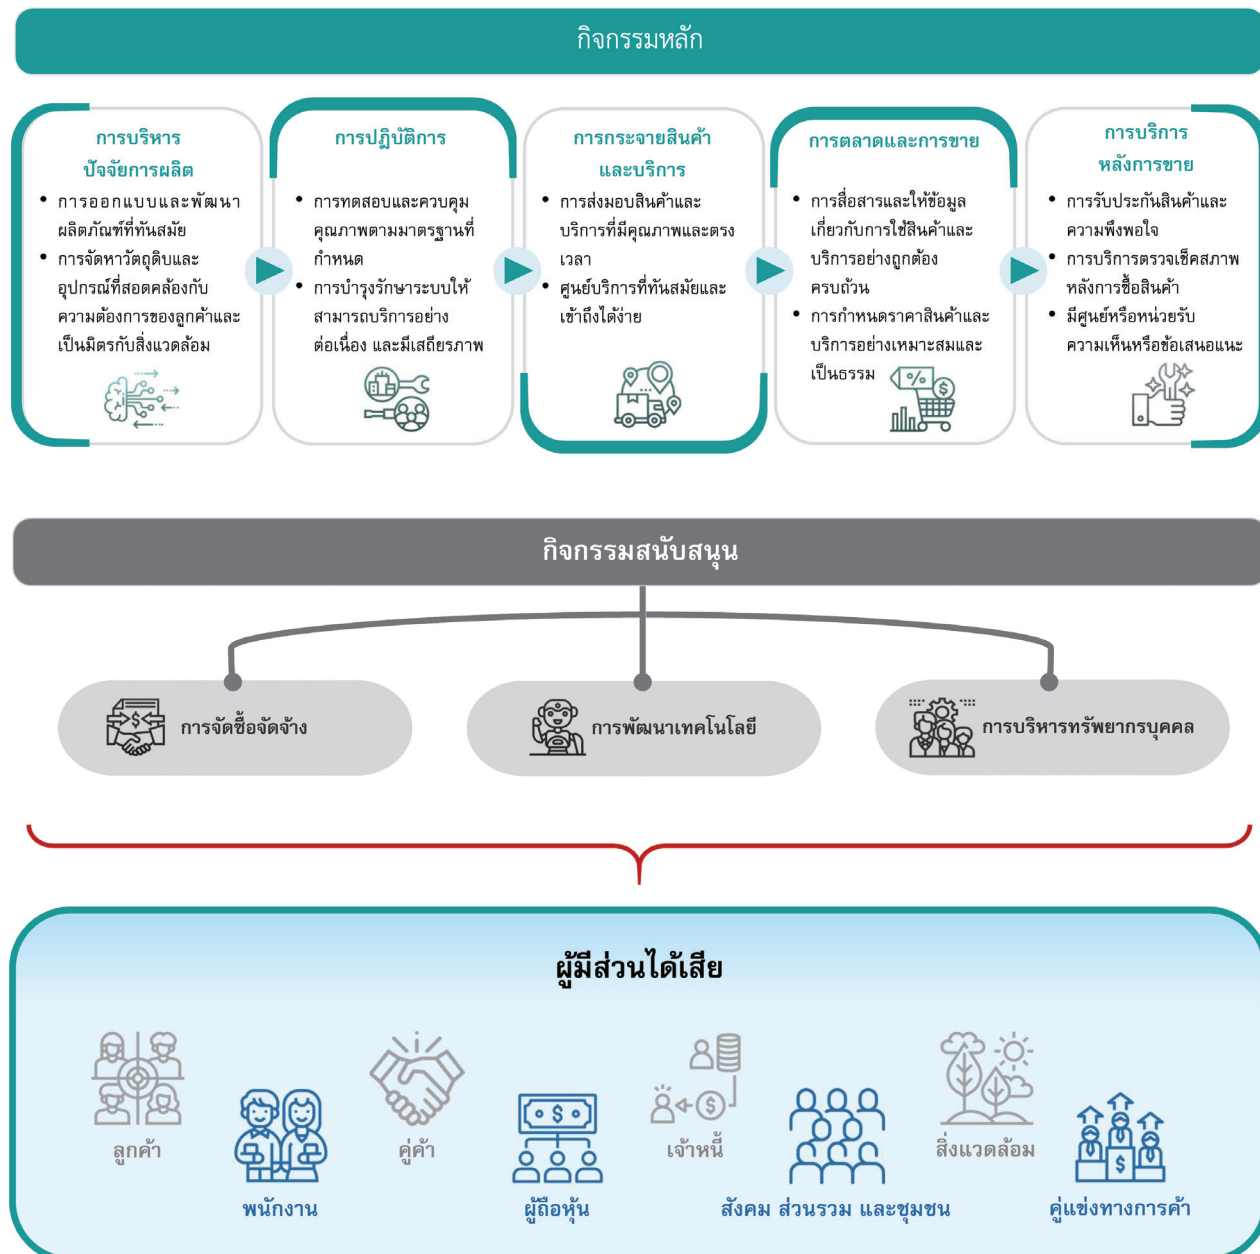 กิจกรรมหลัก
การบริหาร
ปัจจัยการผลิต
• การออกแบบและพัฒนา
ผลิตภัณฑ์ที่ทันสมัย
• การจัดหาวัตถุดิบและ
อุปกรณ์ที่สอดคล้องกับ
ความต้องการของลูกค้าและ
เป็นมิตรกับสิ่งแวดล้อม
การปฏิบัติการ
• การทดสอบและควบคุม
คุณภาพตามมาตรฐานที่
กำหนด
• การบำรุงรักษาระบบให้
สามารถบริการอย่าง
ต่อเนื่อง และมีเสถียรภาพ
การกระจายสินค้า
และบริการ
• การส่งมอบสินค้าและ
บริการที่มีคุณภาพและตรง
เวลา
• ศูนย์บริการที่ทันสมัยและ
เข้าถึงได้ง่าย
การตลาดและการขาย
• การสื่อสารและให้ข้อมูล
เกี่ยวกับการใช้สินค้าและ
บริการอย่างถูกต้อง
ครบถ้วน
• การกำหนดราคาสินค้าและ
บริการอย่างเหมาะสมและ
เป็นธรรม
การบริการ
หลังการขาย
• การรับประกันสินค้าและ
ความพึงพอใจ
• การบริการตรวจเช็คสภาพ
หลังการซื้อสินค้า
• มีศูนย์หรือหน่วยรับ
ความเห็นหรือข้อเสนอแนะ
กิจกรรมสนับสนุน
การจัดซื้อจัดจ้าง
การพัฒนาเทคโนโลยี
การบริหารทรัพยากรบุคคล
ผู้มีส่วนได้เสีย
ลูกค้า
พนักงาน
คู่ค้า
ผู้ถือหุ้น
เจ้าหนี้
สังคม ส่วนรวม และชุมชน
สิ่งแวดล้อม
คู่แข่งทางการค้า